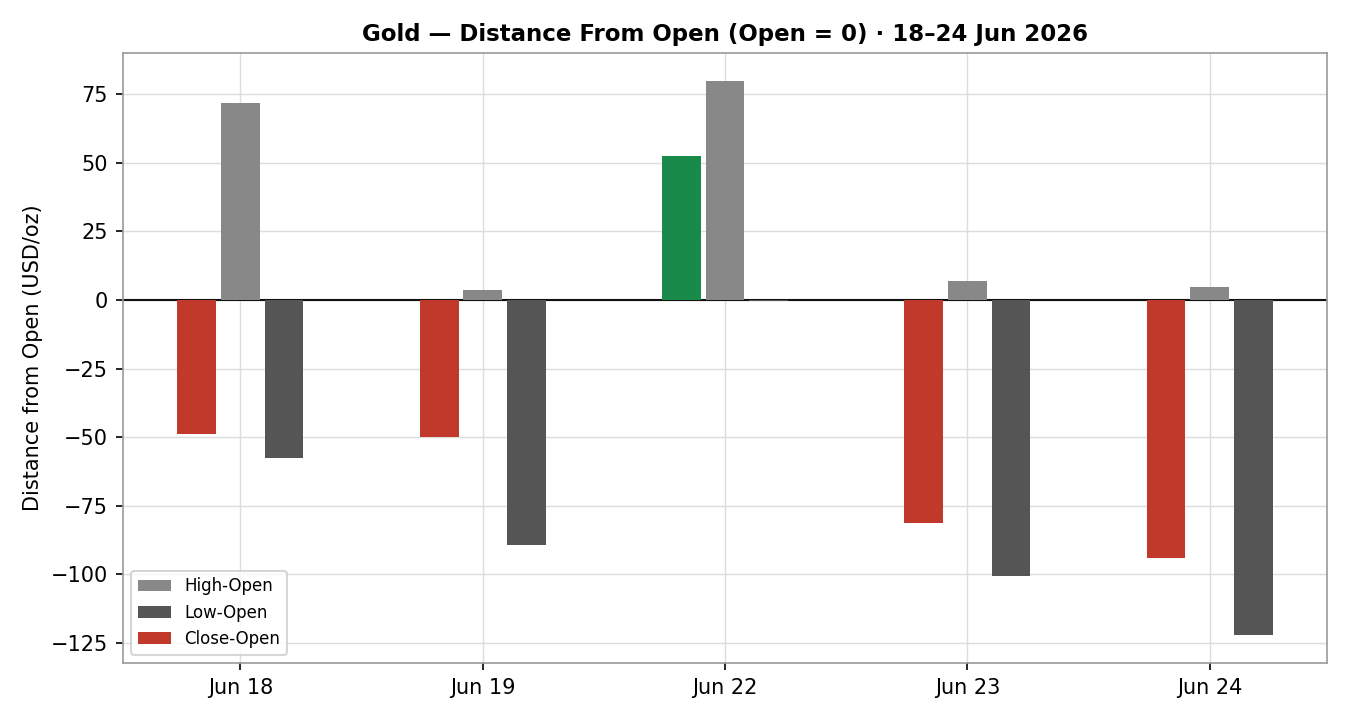 Gold — Distance From Open (Open = 0) · 18–24 Jun 2026
Distance from Open (USD/oz)
75
50
25
0
−25
−50
−75
−100
−125
High-Open
Low-Open
Close-Open
Jun 18
Jun 19
Jun 22
Jun 23
Jun 24